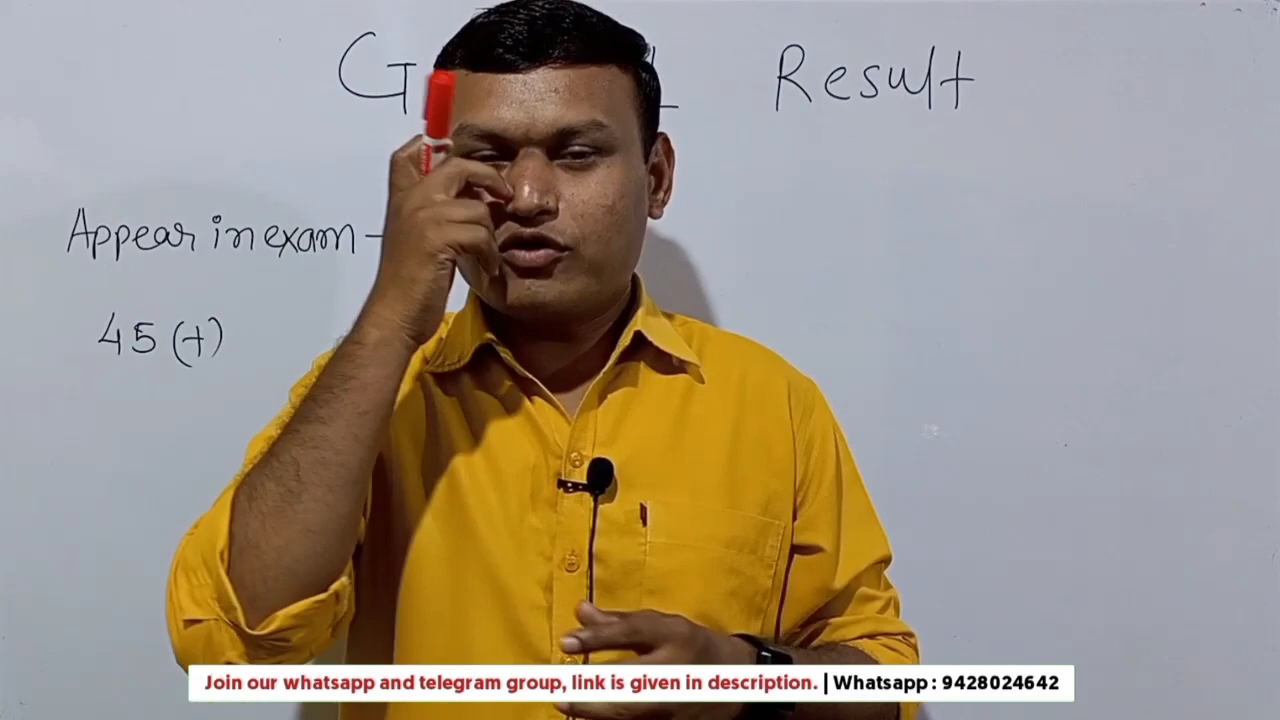 G Result
Appear in exam -
45 (+)
Join our whatsapp and telegram group, link is given in description. | Whatsapp : 9428024642